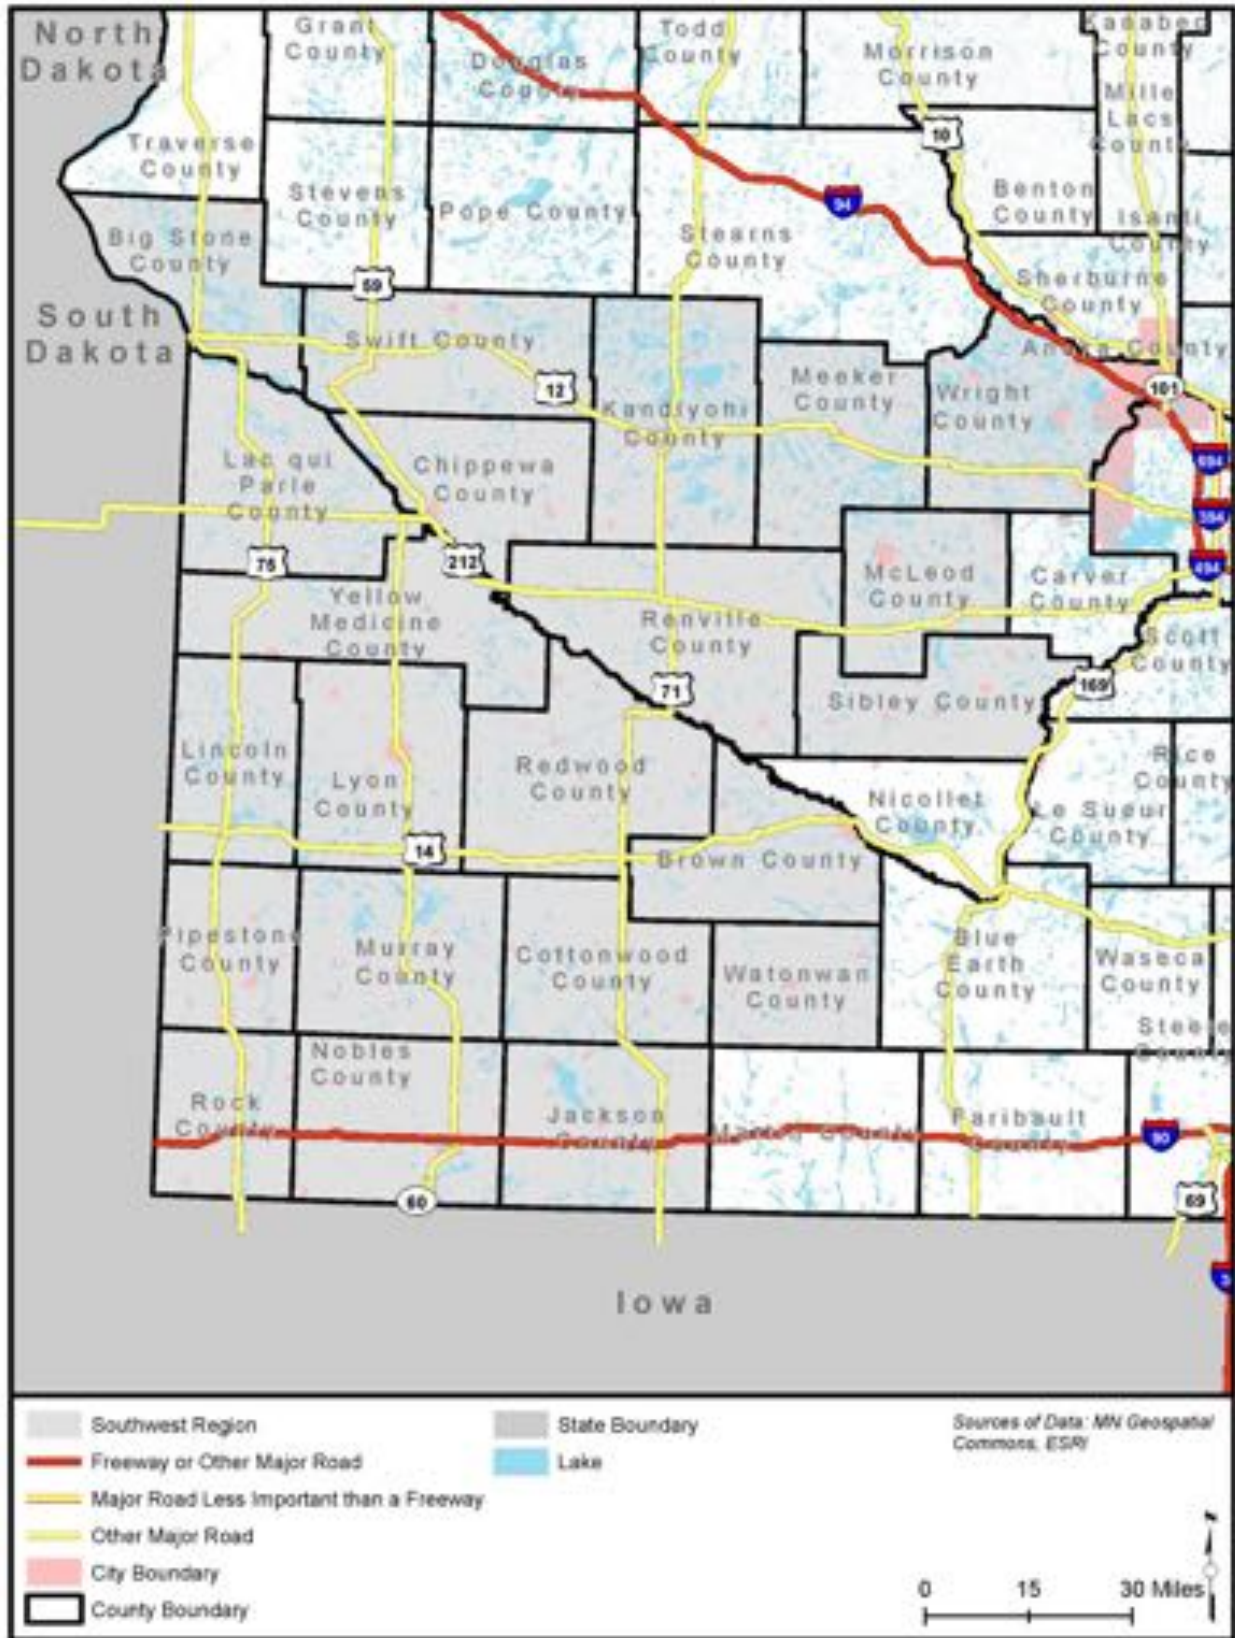 North
Dakota
Grant
County
Douglas
County
Todd
County
Morrison
County
Kanabec
County
Mille
Lacs
County
10
Traverse
County
Stevens
County
Pope County
94
Benton
County
Isanti
County
Big Stone
County
Stearns
County
Sherburne
County
59
South
Dakota
Swift County
Anoka County
12
Meeker
County
Wright
County
101
Kandiyohi
County
Lac qui
Parle
County
Chippewa
County
694
394
75
212
McLeod
County
Carver
County
494
Yellow
Medicine
County
Renville
County
Scott
County
71
Sibley County
169
Lincoln
County
Lyon
County
Redwood
County
Nicollet
County
Rice
County
Le Sueur
County
14
Brown County
Pipestone
County
Murray
County
Cottonwood
County
Watonwan
County
Blue
Earth
County
Waseca
County
Steele
County
Nobles
County
Rock
County
Jackson
County
Martin County
Faribault
County
90
60
69
Iowa
Southwest Region
State Boundary
Sources of Data: MN Geospatial
Commons, ESRI
Freeway or Other Major Road
Lake
Major Road Less Important than a Freeway
Other Major Road
City Boundary
County Boundary
0 15 30 Miles